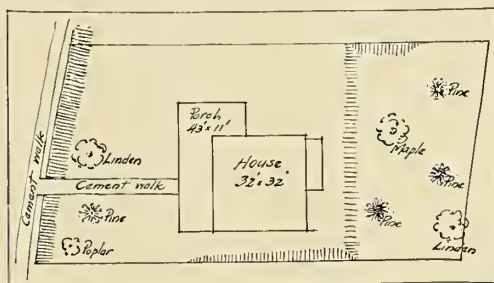 Cement walk
Linden
Cement walk
Pine
Poplar
Porch
43'x11'
House
32'x32'
Pine
Maple
Pine
Pine
Linden